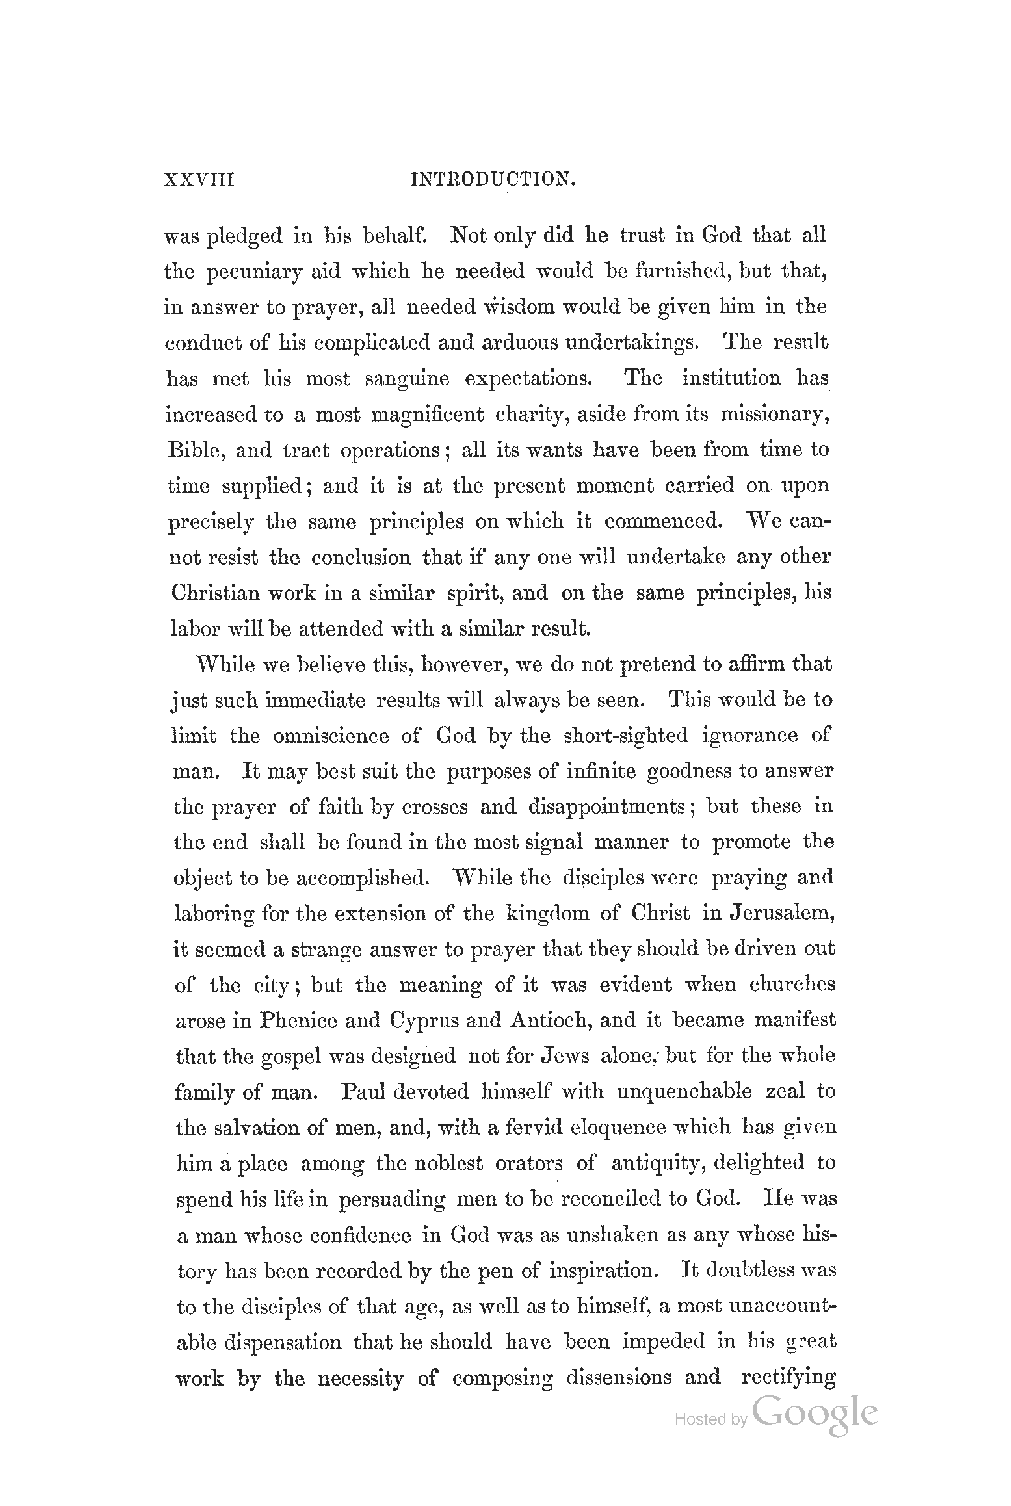 XXVIII INTRODUCTION.
was pledged in his behalf. Not only did he trust in God that all
the pecuniary aid which he needed would be furnished, but that,
in answer to prayer, all needed wisdom would be given him in the
conduct of his complicated and arduous undertakings. The result
has met his most sanguine expectations. The institution has
increased to a most magnificent charity, aside from its missionary,
Bible, and tract operations; all its wants have been from time to
time supplied; and it is at the present moment carried on upon
precisely the same principles on which it commenced. We can-
not resist the conclusion that if any one will undertake any other
Christian work in a similar spirit, and on the same principles, his
labor will be attended with a similar result.
While we believe this, however, we do not pretend to affirm that
just such immediate results will always be seen. This would be to
limit the omniscience of God by the short-sighted ignorance of
man. It may best suit the purposes of infinite goodness to answer
the prayer of faith by crosses and disappointments; but these in
the end shall be found in the most signal manner to promote the
object to be accomplished. While the disciples were praying and
laboring for the extension of the kingdom of Christ in Jerusalem,
it seemed a strange answer to prayer that they should be driven out
of the city; but the meaning of it was evident when churches
arose in Phenice and Cyprus and Antioch, and it became manifest
that the gospel was designed not for Jews alone, but for the whole
family of man. Paul devoted himself with unquenchable zeal to
the salvation of men, and, with a fervid eloquence which has given
him a place among the noblest orators of antiquity, delighted to
spend his life in persuading men to be reconciled to God. He was
a man whose confidence in God was as unshaken as any whose his-
tory has been recorded by the pen of inspiration. It doubtless was
to the disciples of that age, as well as to himself, a most unaccount-
able dispensation that he should have been impeded in his great
work by the necessity of composing dissensions and rectifying
Hosted by Google